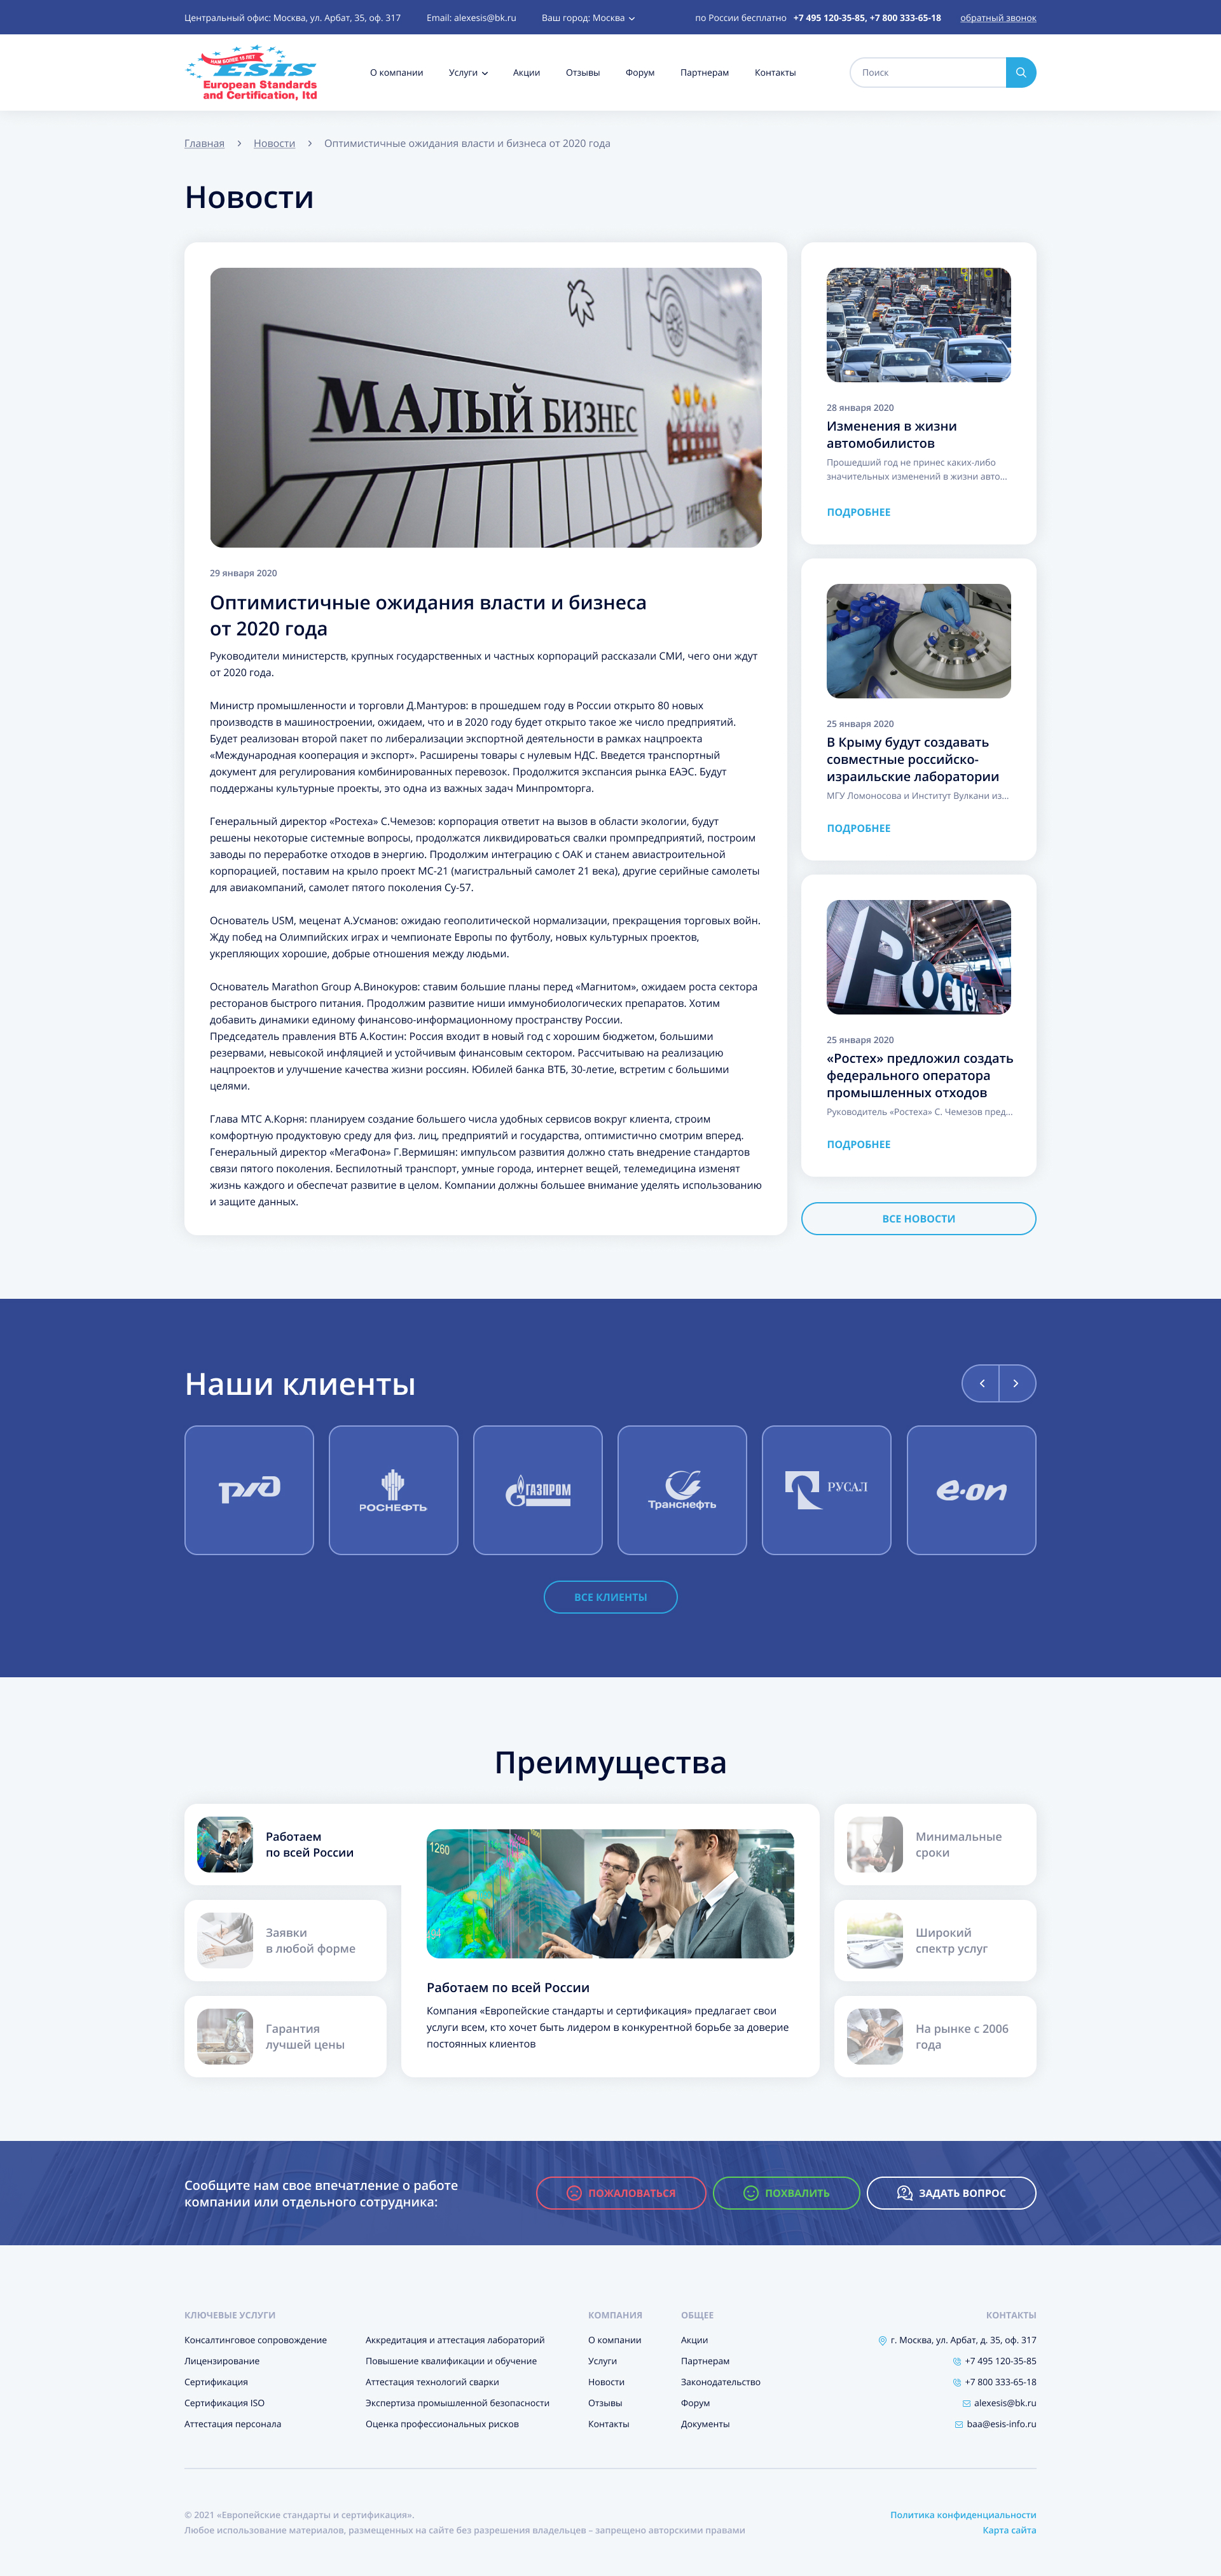 Центральный офис: Москва, ул. Арбат, 35, оф. 317
Email: alexesis@bk.ru
Ваш город: Москва
по России бесплатно +7 495 120-35-85, +7 800 333-65-18
обратный звонок
НАМ БОЛЕЕ 15 ЛЕТ
ESIS
European Standards
and Certification, ltd
О компании
Услуги
Акции
Отзывы
Форум
Партнерам
Контакты
Поиск
Главная
Новости
Оптимистичные ожидания власти и бизнеса от 2020 года
Новости
МАЛЫЙ БИЗНЕС
29 января 2020
Оптимистичные ожидания власти и бизнеса
от 2020 года
Руководители министерств, крупных государственных и частных корпораций рассказали СМИ, чего они ждут
от 2020 года.
Министр промышленности и торговли Д.Мантуров: в прошедшем году в России открыто 80 новых
производств в машиностроении, ожидаем, что и в 2020 году будет открыто такое же число предприятий.
Будет реализован второй пакет по либерализации экспортной деятельности в рамках нацпроекта
«Международная кооперация и экспорт». Расширены товары с нулевым НДС. Введется транспортный
документ для регулирования комбинированных перевозок. Продолжится экспансия рынка ЕАЭС. Будут
поддержаны культурные проекты, это одна из важных задач Минпромторга.
Генеральный директор «Ростеха» С.Чемезов: корпорация ответит на вызов в области экологии, будут
решены некоторые системные вопросы, продолжатся ликвидироваться свалки промпредприятий, построим
заводы по переработке отходов в энергию. Продолжим интеграцию с ОАК и станем авиастроительной
корпорацией, поставим на крыло проект МС-21 (магистральный самолет 21 века), другие серийные самолеты
для авиакомпаний, самолет пятого поколения Су-57.
Основатель USM, меценат А.Усманов: ожидаю геополитической нормализации, прекращения торговых войн.
Жду побед на Олимпийских играх и чемпионате Европы по футболу, новых культурных проектов,
укрепляющих хорошие, добрые отношения между людьми.
Основатель Marathon Group А.Винокуров: ставим большие планы перед «Магнитом», ожидаем роста сектора
ресторанов быстрого питания. Продолжим развитие ниши иммунобиологических препаратов. Хотим
добавить динамики единому финансово-информационному пространству России.
Председатель правления ВТБ А.Костин: Россия входит в новый год с хорошим бюджетом, большими
резервами, невысокой инфляцией и устойчивым финансовым сектором. Рассчитываю на реализацию
нацпроектов и улучшение качества жизни россиян. Юбилей банка ВТБ, 30-летие, встретим с большими
целями.
Глава МТС А.Корня: планируем создание большего числа удобных сервисов вокруг клиента, строим
комфортную продуктовую среду для физ. лиц, предприятий и государства, оптимистично смотрим вперед.
Генеральный директор «МегаФона» Г.Вермишян: импульсом развития должно стать внедрение стандартов
связи пятого поколения. Беспилотный транспорт, умные города, интернет вещей, телемедицина изменят
жизнь каждого и обеспечат развитие в целом. Компании должны большее внимание уделять использованию
и защите данных.
28 января 2020
Изменения в жизни
автомобилистов
Прошедший год не принес каких-либо
значительных изменений в жизни авто...
ПОДРОБНЕЕ
25 января 2020
В Крыму будут создавать
совместные российско-
израильские лаборатории
МГУ Ломоносова и Институт Вулкани из...
ПОДРОБНЕЕ
Ростех
25 января 2020
«Ростех» предложил создать
федерального оператора
промышленных отходов
Руководитель «Ростеха» С. Чемезов пред...
ПОДРОБНЕЕ
ВСЕ НОВОСТИ
Наши клиенты
ржд
РОСНЕФТЬ
ГАЗПРОМ
Транснефть
РУСАЛ
e·on
ВСЕ КЛИЕНТЫ
Преимущества
Работаем
по всей России
Заявки
в любой форме
Гарантия
лучшей цены
1260
Работаем по всей России
Компания «Европейские стандарты и сертификация» предлагает свои
услуги всем, кто хочет быть лидером в конкурентной борьбе за доверие
постоянных клиентов
Минимальные
сроки
Широкий
спектр услуг
На рынке с 2006
года
Сообщите нам свое впечатление о работе
компании или отдельного сотрудника:
ПОЖАЛОВАТЬСЯ
ПОХВАЛИТЬ
ЗАДАТЬ ВОПРОС
КЛЮЧЕВЫЕ УСЛУГИ
Консалтинговое сопровождение
Лицензирование
Сертификация
Сертификация ISO
Аттестация персонала
Аккредитация и аттестация лабораторий
Повышение квалификации и обучение
Аттестация технологий сварки
Экспертиза промышленной безопасности
Оценка профессиональных рисков
КОМПАНИЯ
О компании
Услуги
Новости
Отзывы
Контакты
ОБЩЕЕ
Акции
Партнерам
Законодательство
Форум
Документы
КОНТАКТЫ
г. Москва, ул. Арбат, д. 35, оф. 317
+7 495 120-35-85
+7 800 333-65-18
alexesis@bk.ru
baa@esis-info.ru
© 2021 «Европейские стандарты и сертификация».
Любое использование материалов, размещенных на сайте без разрешения владельцев – запрещено авторскими правами
Политика конфиденциальности
Карта сайта